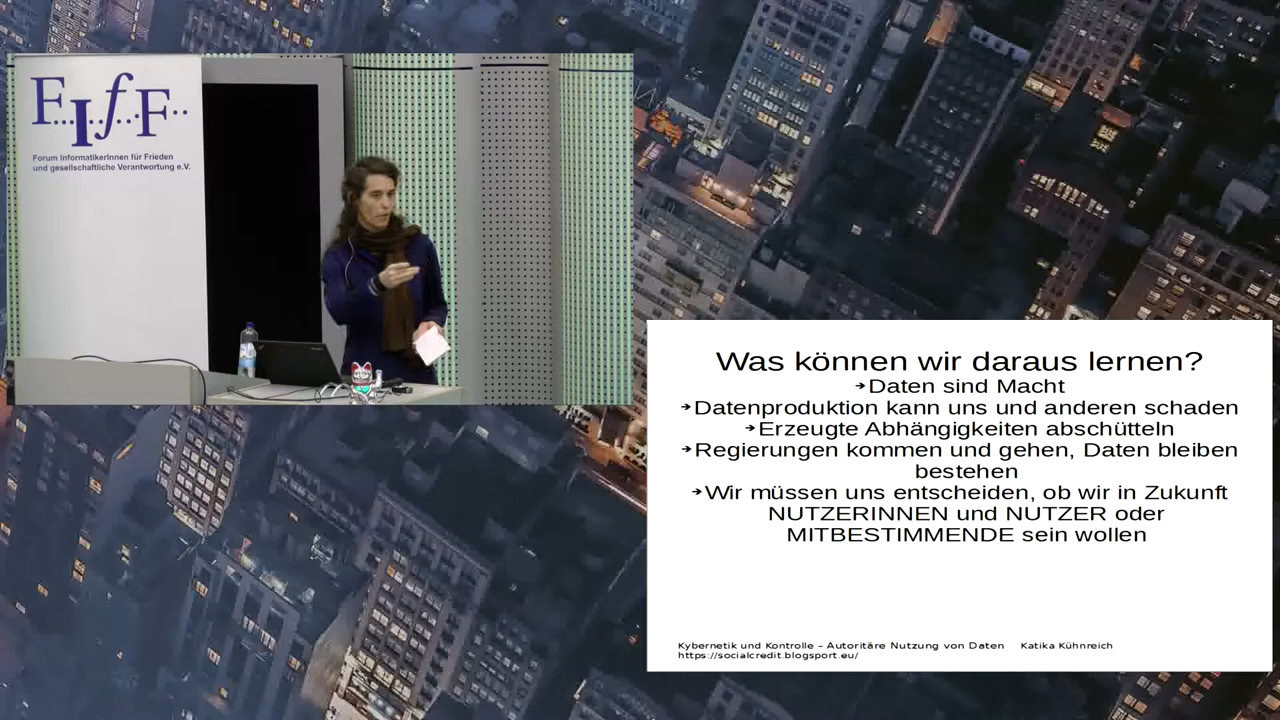 F..I..f..F..
Forum InformatikerInnen für Frieden
und gesellschaftliche Verantwortung e.V.
Was können wir daraus lernen?
➔Daten sind Macht
➔Datenproduktion kann uns und anderen schaden
➔Erzeugte Abhängigkeiten abschütteln
➔Regierungen kommen und gehen, Daten bleiben
bestehen
➔Wir müssen uns entscheiden, ob wir in Zukunft
NUTZERINNEN und NUTZER oder
MITBESTIMMENDE sein wollen
Kybernetik und Kontrolle – Autoritäre Nutzung von Daten Katika Kühnreich
https://socialcredit.blogsport.eu/